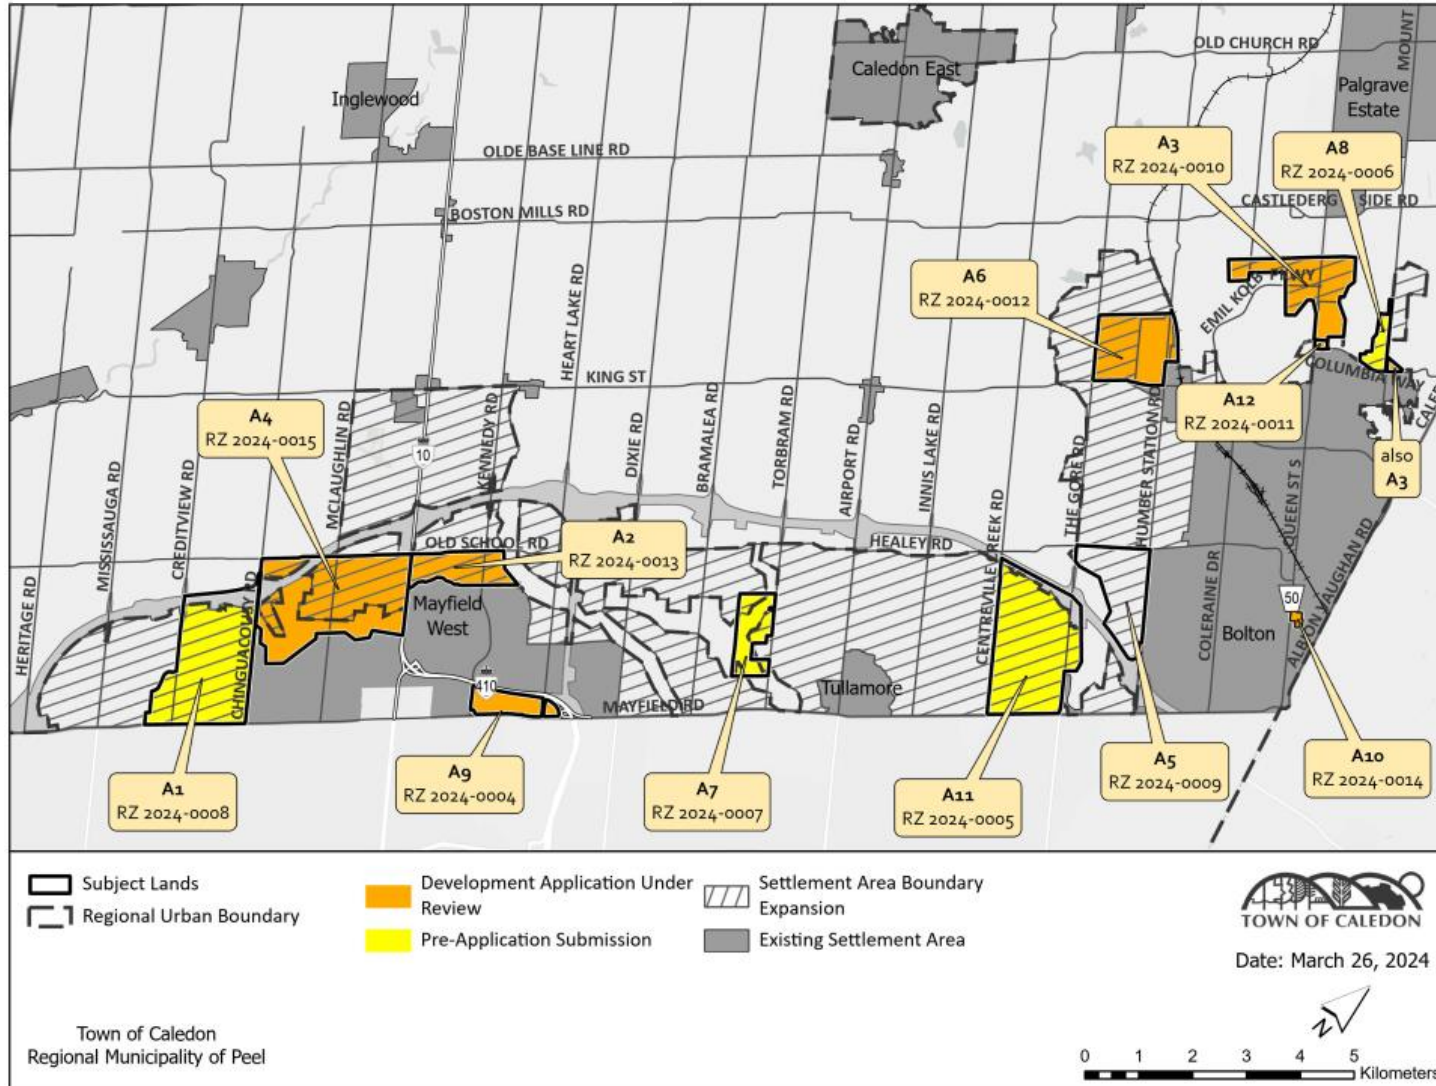 OLD CHURCH RD
MOUNT
Caledon East
Palgrave
Estate
Inglewood
A3
RZ 2024-0010
A8
RZ 2024-0006
OLDE BASE LINE RD
CASTLEDERG SIDE RD
BOSTON MILLS RD
A6
RZ 2024-0012
EMIL KOLB PKWY
HEART LAKE RD
KING ST
COLUMBIA WAY
A12
RZ 2024-0011
A4
RZ 2024-0015
10
also
A3
MISSISSAUGA RD
CREDITVIEW RD
MCLAUGHLIN RD
KENNEDY RD
DIXIE RD
BRAMALEA RD
TORBRAM RD
AIRPORT RD
INNIS LAKE RD
THE GORE RD
HUMBER STATION RD
QUEEN ST S
OLD SCHOOL RD
A2
RZ 2024-0013
HEALEY RD
HERITAGE RD
CHINGUACOUSY RD
Mayfield
West
CENTREVILLE CREEK RD
COLERAINE DR
Bolton
50
ALBION VAUGHAN RD
410
Tullamore
MAYFIELD RD
A1
RZ 2024-0008
A9
RZ 2024-0004
A7
RZ 2024-0007
A11
RZ 2024-0005
A5
RZ 2024-0009
A10
RZ 2024-0014
Subject Lands
Regional Urban Boundary
Development Application Under
Review
Pre-Application Submission
Settlement Area Boundary
Expansion
Existing Settlement Area
TOWN OF CALEDON
Date: March 26, 2024
N
Town of Caledon
Regional Municipality of Peel
0 1 2 3 4 5
Kilometers